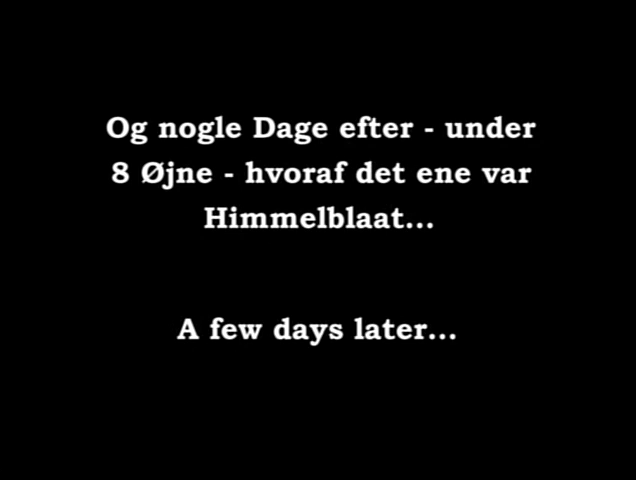 Og nogle Dage efter - under
8 Øjne - hvoraf det ene var
Himmelblaat...
A few days later...